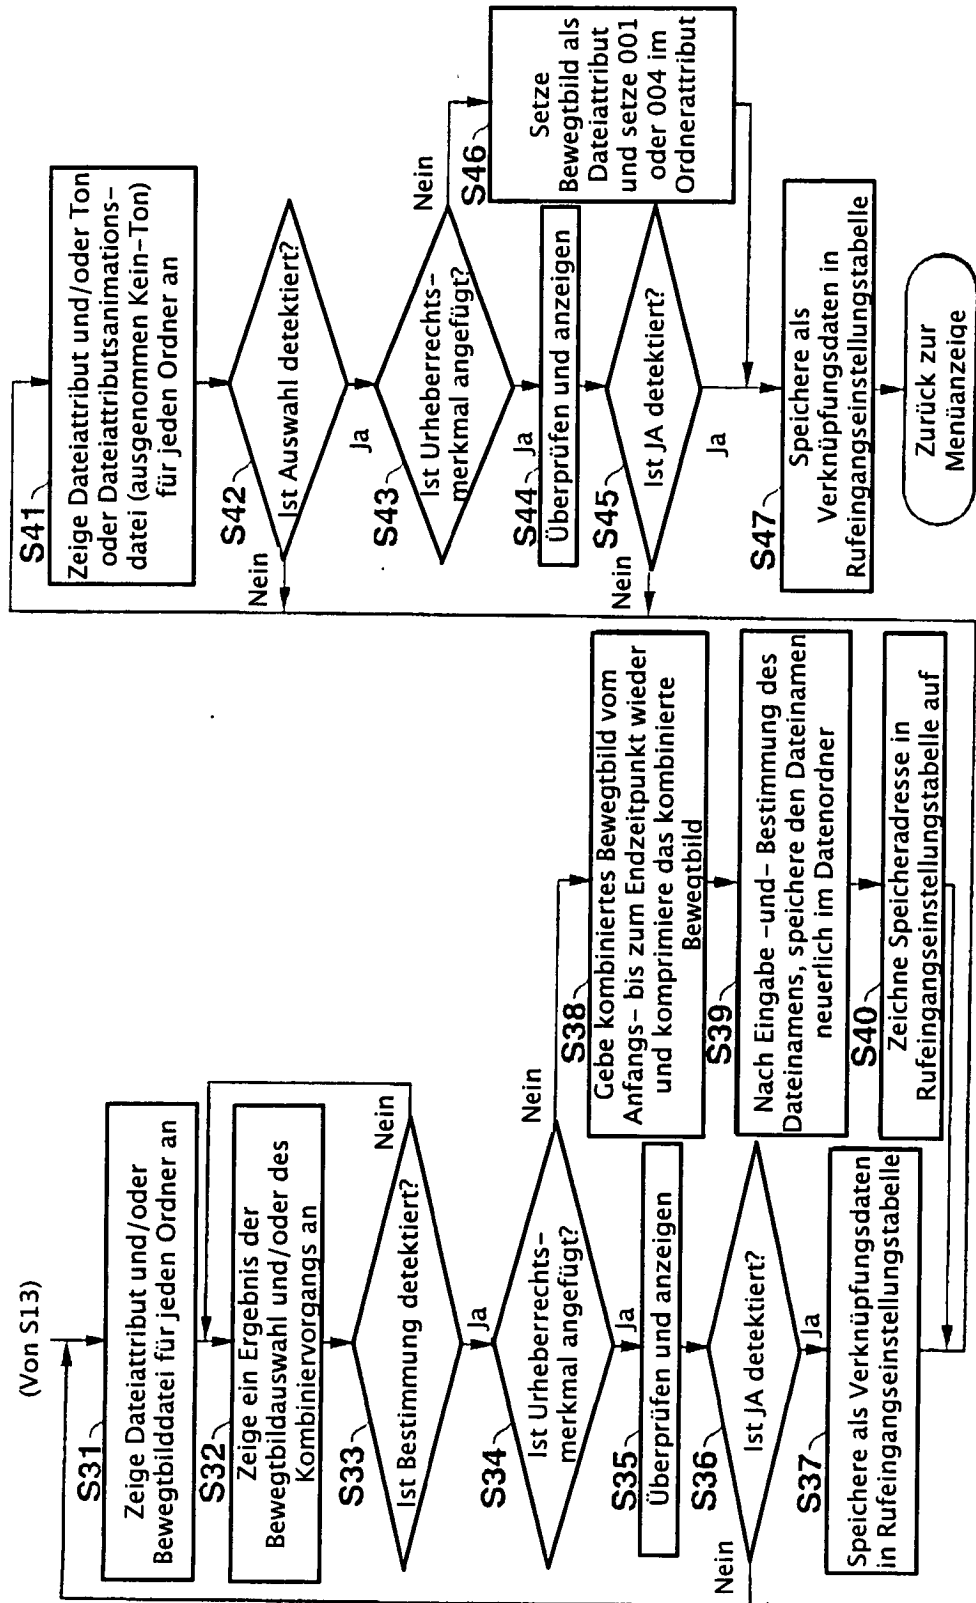 (Von S13)
S31
Zeige Dateiattribut und/oder
Bewegtbilddatei für jeden Ordner an
S32
Zeige ein Ergebnis der
Bewegtbildauswahl und/oder des
Kombiniervorgangs an
S33
Ist Bestimmung detektiert?
Nein
Ja
S34
Ist Urheberrechts-
merkmal angefügt?
Nein
Ja
S35
Überprüfen und anzeigen
S36
Ist JA detektiert?
Nein
Ja
S37
Speichere als Verknüpfungsdaten
in Rufeingangseinstellungstabelle
S38
Gebe kombiniertes Bewegtbild vom
Anfangs- bis zum Endzeitpunkt wieder
und komprimiere das kombinierte
Bewegtbild
S39
Nach Eingabe -und- Bestimmung des
Dateinamens, speichere den Dateinamen
neuerlich im Datenordner
S40
Zeichne Speicheradresse in
Rufeingangseinstellungstabelle auf
S41
Zeige Dateiattribut und/oder Ton
oder Dateiattributsanimations-
datei (ausgenommen Kein-Ton)
für jeden Ordner an
S42
Ist Auswahl detektiert?
Nein
Ja
S43
Ist Urheberrechts-
merkmal angefügt?
Nein
Ja
S44
Überprüfen und anzeigen
S45
Ist JA detektiert?
Nein
Ja
S46
Setze
Bewegtbild als
Dateiattribut
und setze 001
oder 004 im
Ordnerattribut
S47
Speichere als
Verknüpfungsdaten in
Rufeingangseinstellungstabelle
Zurück zur
Menüanzeige